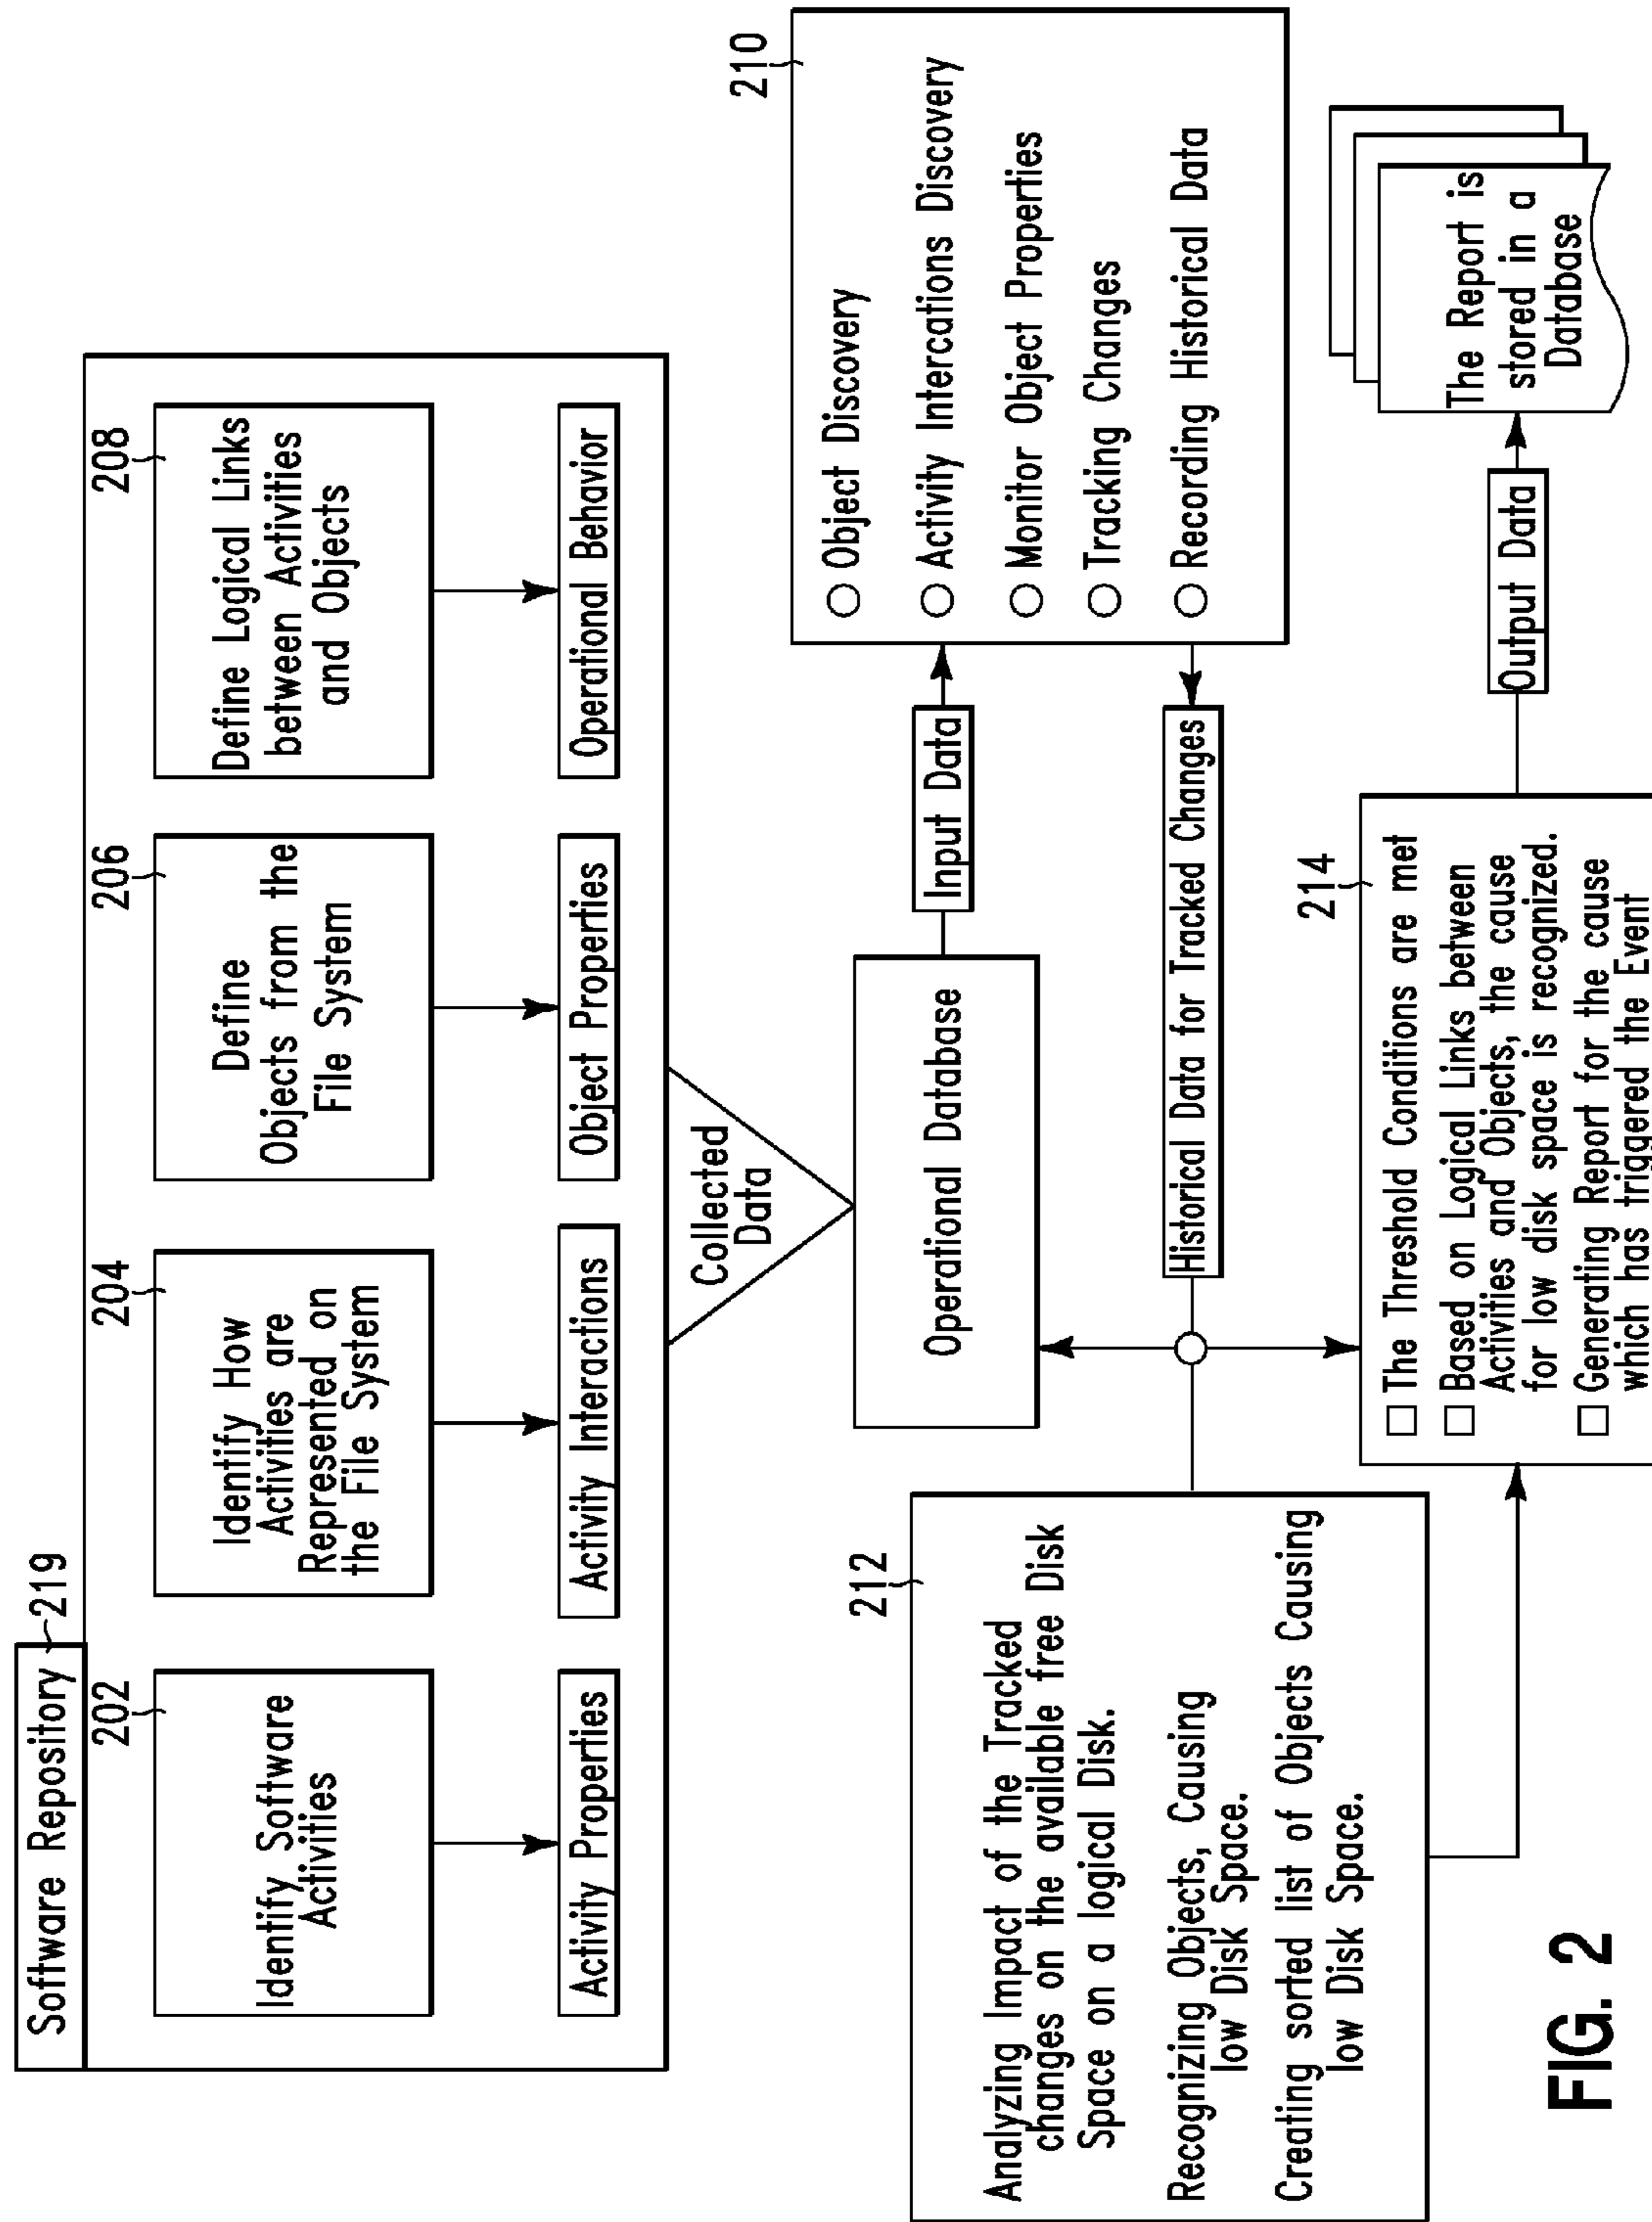 Software Repository
219
202
Identify Software
Activities
Activity Properties
204
Identify How
Activities are
Represented on
the File System
Activity Interactions
206
Define
Objects from the
File System
Object Properties
208
Define Logical Links
between Activities
and Objects
Operational Behavior
Collected
Data
Operational Database
Input Data
210
Object Discovery
Activity Intercations Discovery
Monitor Object Properties
Tracking Changes
Recording Historical Data
Historical Data for Tracked Changes
212
Analyzing Impact of the Tracked
changes on the available free Disk
Space on a logical Disk.
Recognizing Objects, Causing
low Disk Space.
Creating sorted list of Objects Causing
low Disk Space.
214
The Threshold Conditions are met
Based on Logical Links between
Activities and Objects, the cause
for low disk space is recognized.
Generating Report for the cause
which has triggered the Event
Output Data
The Report is
stored in a
Database
FIG. 2